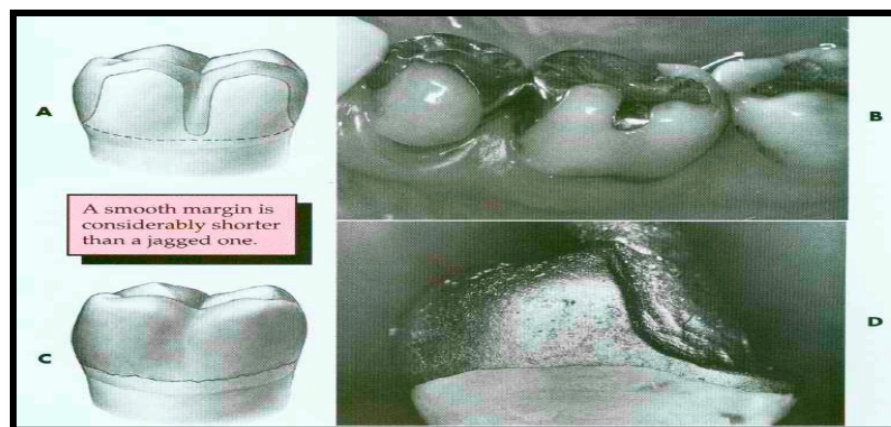 A
B
A smooth margin is
considerably shorter
than a jagged one.
C
D